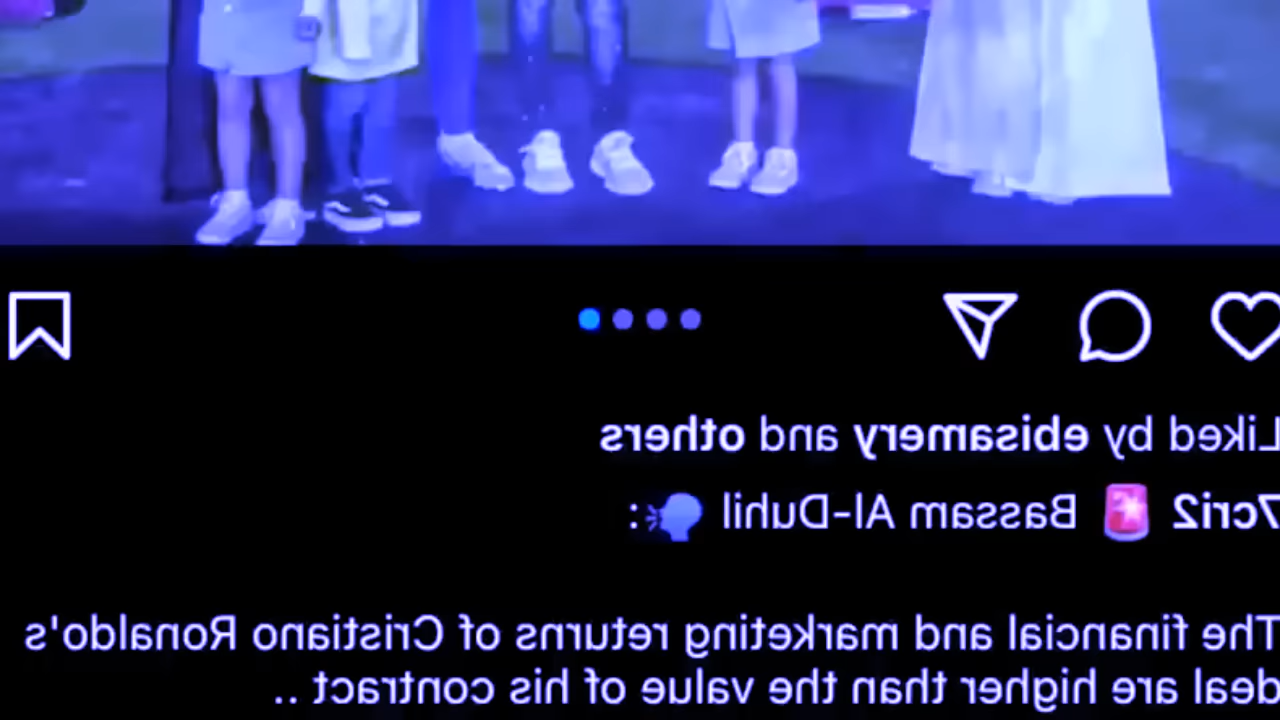 Liked by ebisamery and others
7cri2 🚨 Bassam Al-Duhil 🗣:
The financial and marketing returns of Cristiano Ronaldo's
deal are higher than the value of his contract ..